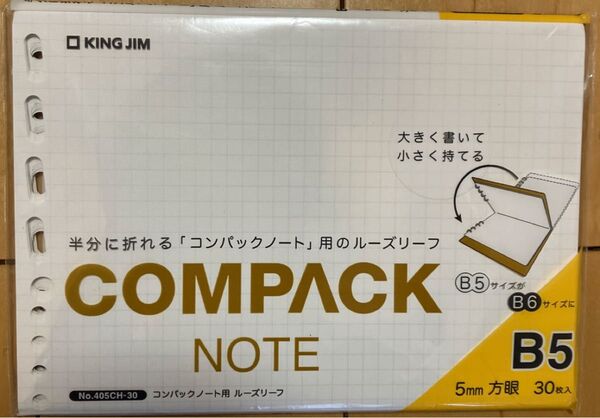 KING JIM
大きく書いて
小さく持てる
半分に折れる「コンパックノート」用のルーズリーフ
COMPACK
NOTE
B5サイズが
B6サイズに
B5
5mm 方眼 30枚入
No.405CH-30 コンパックノート用 ルーズリーフ